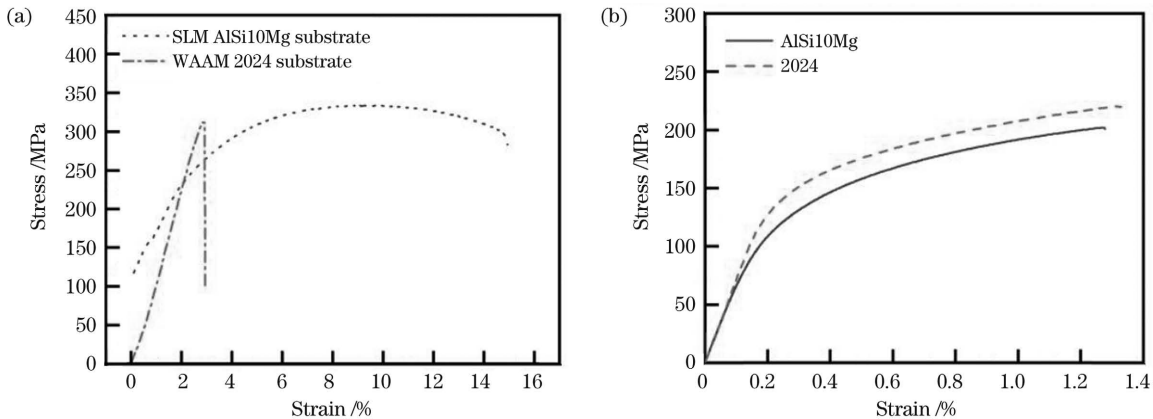 (a)
450
400
350
300
250
200
150
100
50
0
Stress /MPa
SLM AlSi10Mg substrate
WAAM 2024 substrate
0 2 4 6 8 10 12 14 16
Strain /%
(b)
300
250
200
150
100
50
0
Stress /MPa
AlSi10Mg
2024
0 0.2 0.4 0.6 0.8 1.0 1.2 1.4
Strain /%